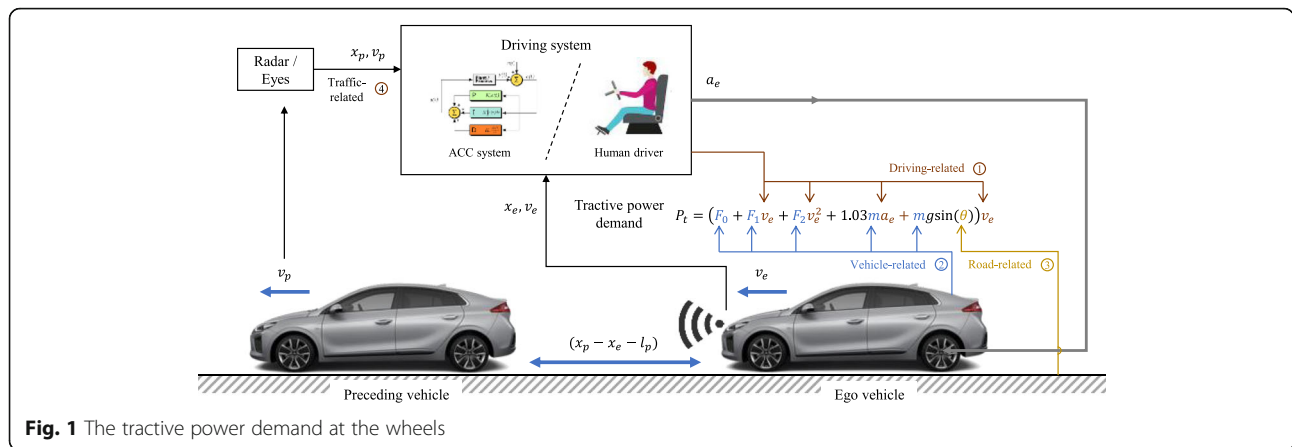 Radar /
Eyes
x_p, v_p
Traffic-
related ④
Driving system
P
I
D
ACC system
Human driver
a_e
Driving-related ①
x_e, v_e
Tractive power
demand
P_t = (F_0 + F_1v_e + F_2v_e^2 + 1.03ma_e + mgsin(θ))v_e
Vehicle-related ②
Road-related ③
v_p
v_e
(x_p − x_e − l_p)
Preceding vehicle
Ego vehicle
Fig. 1 The tractive power demand at the wheels